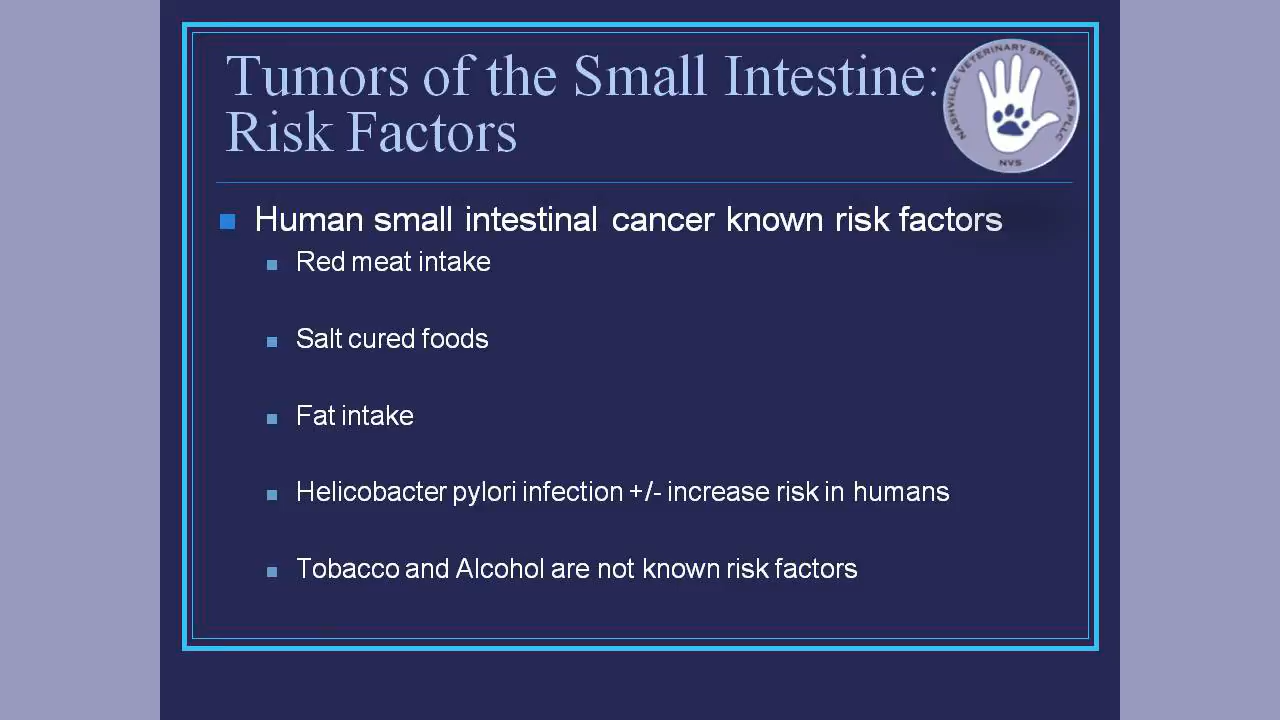 Tumors of the Small Intestine:
Risk Factors
NASHVILLE VETERINARY SPECIALISTS, PLLC
NVS
Human small intestinal cancer known risk factors
Red meat intake
Salt cured foods
Fat intake
Helicobacter pylori infection +/- increase risk in humans
Tobacco and Alcohol are not known risk factors